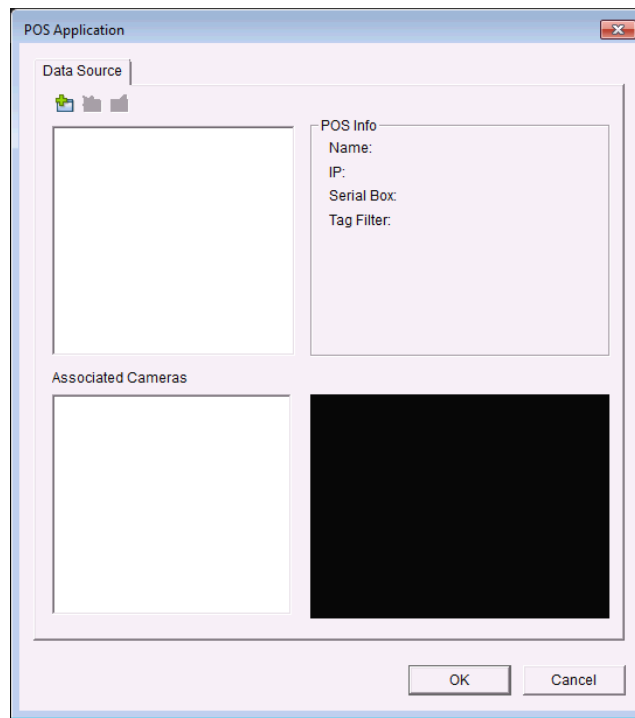 POS Application
Data Source
POS Info
Name:
IP:
Serial Box:
Tag Filter:
Associated Cameras
OK
Cancel